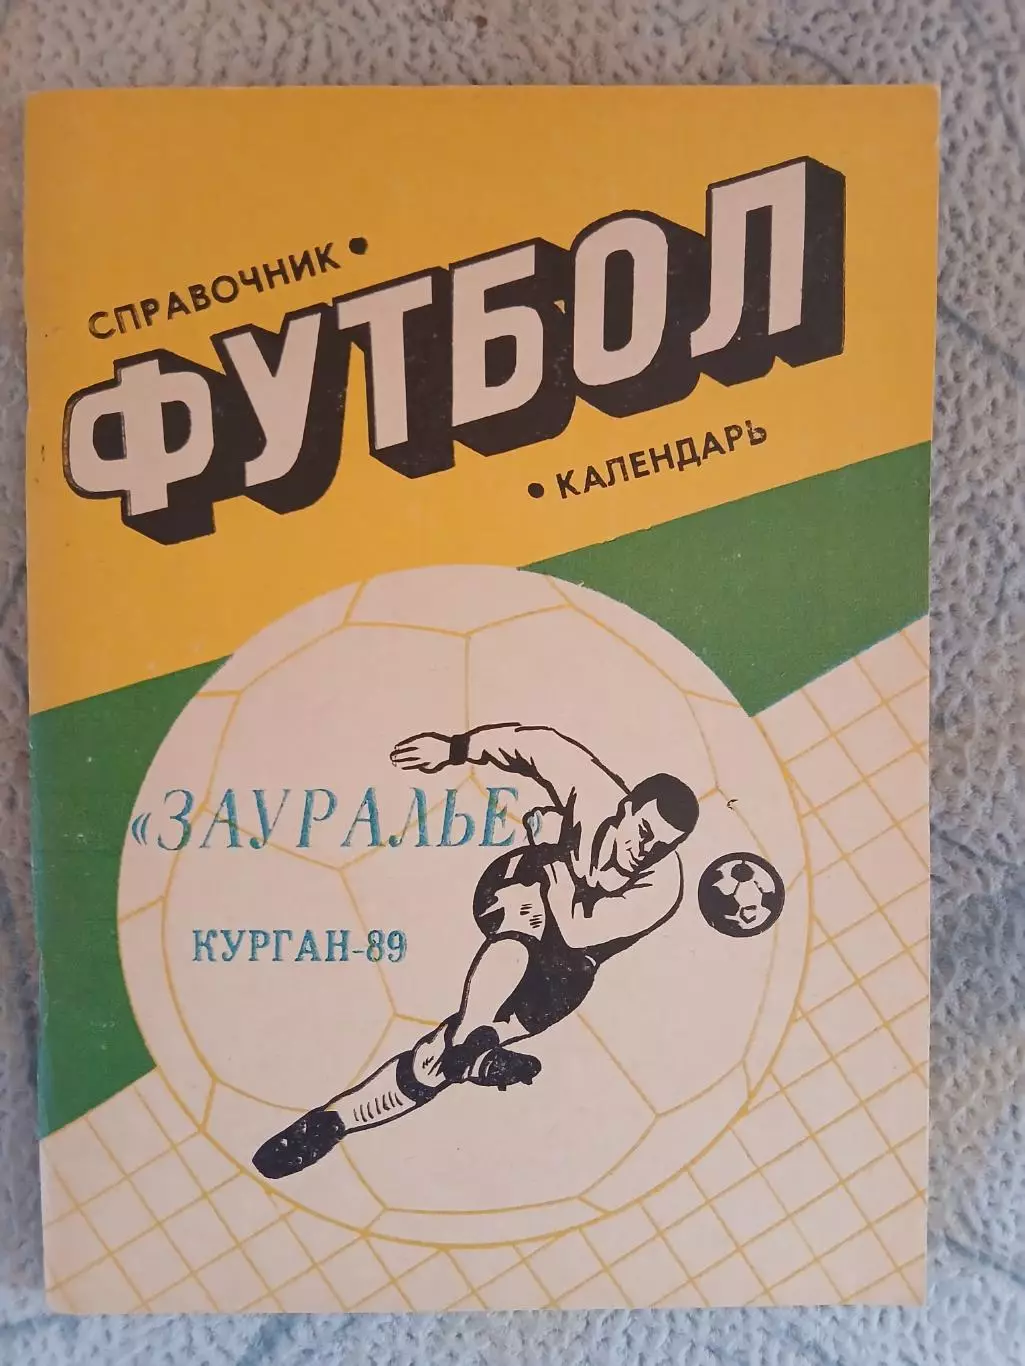 СПРАВОЧНИК •
ФУТБОЛ
• КАЛЕНДАРЬ
«ЗАУРАЛЬЕ»
КУРГАН-89